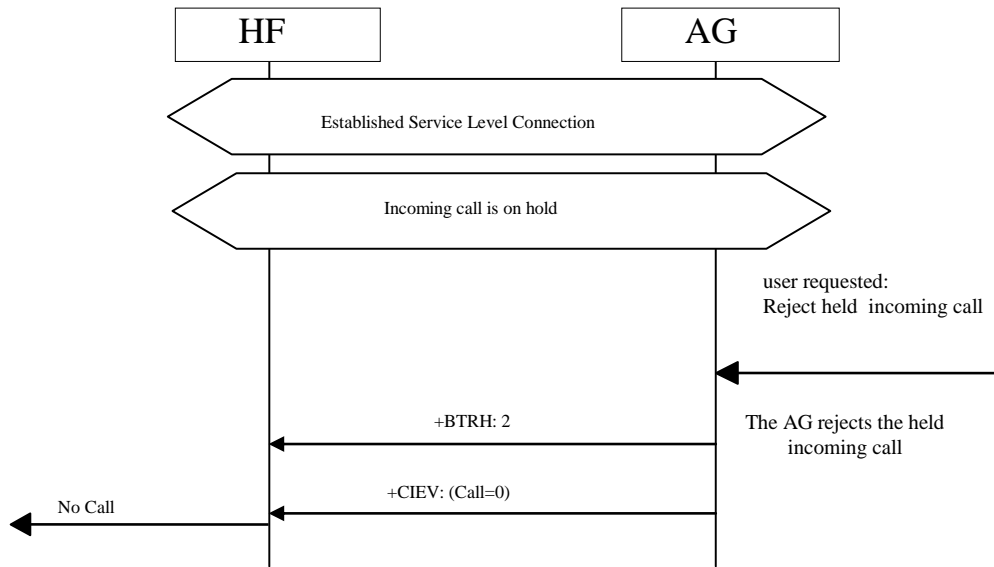 HF
AG
Established Service Level Connection
Incoming call is on hold
user requested:
Reject held incoming call
+BTRH: 2
The AG rejects the held
incoming call
+CIEV: (Call=0)
No Call